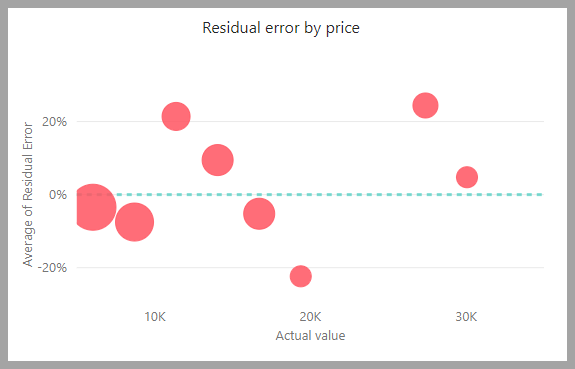 Residual error by price
Average of Residual Error
20%
0%
-20%
10K 20K 30K
Actual value